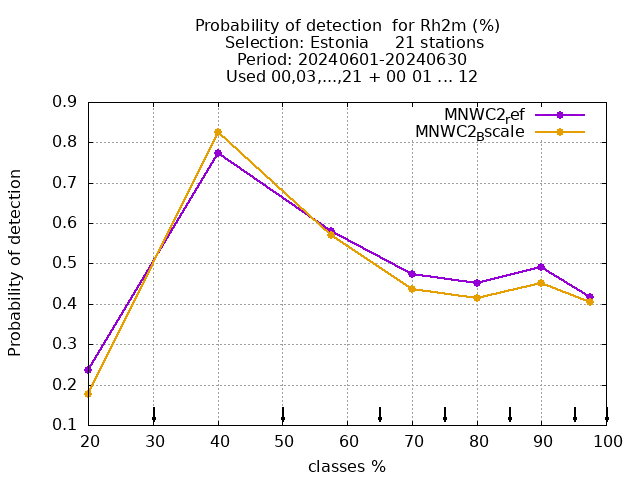 Probability of detection  for Rh2m (%)
Selection: Estonia     21 stations
Period: 20240601-20240630
Used 00,03,...,21 + 00 01 ... 12
MNWC2ref
MNWC2Bscale
0.9
0.8
0.7
0.6
0.5
0.4
0.3
0.2
0.1
Probability of detection
20 30 40 50 60 70 80 90 100
classes %